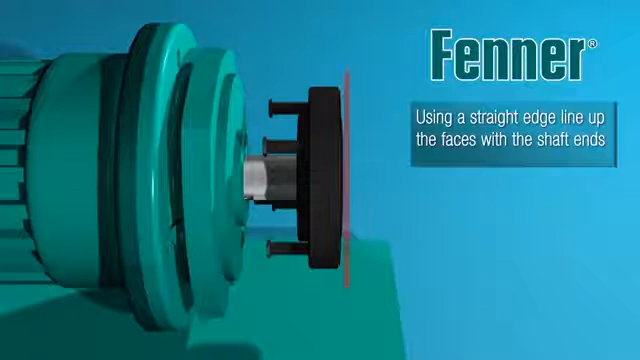 Fenner®
Using a straight edge line up
the faces with the shaft ends